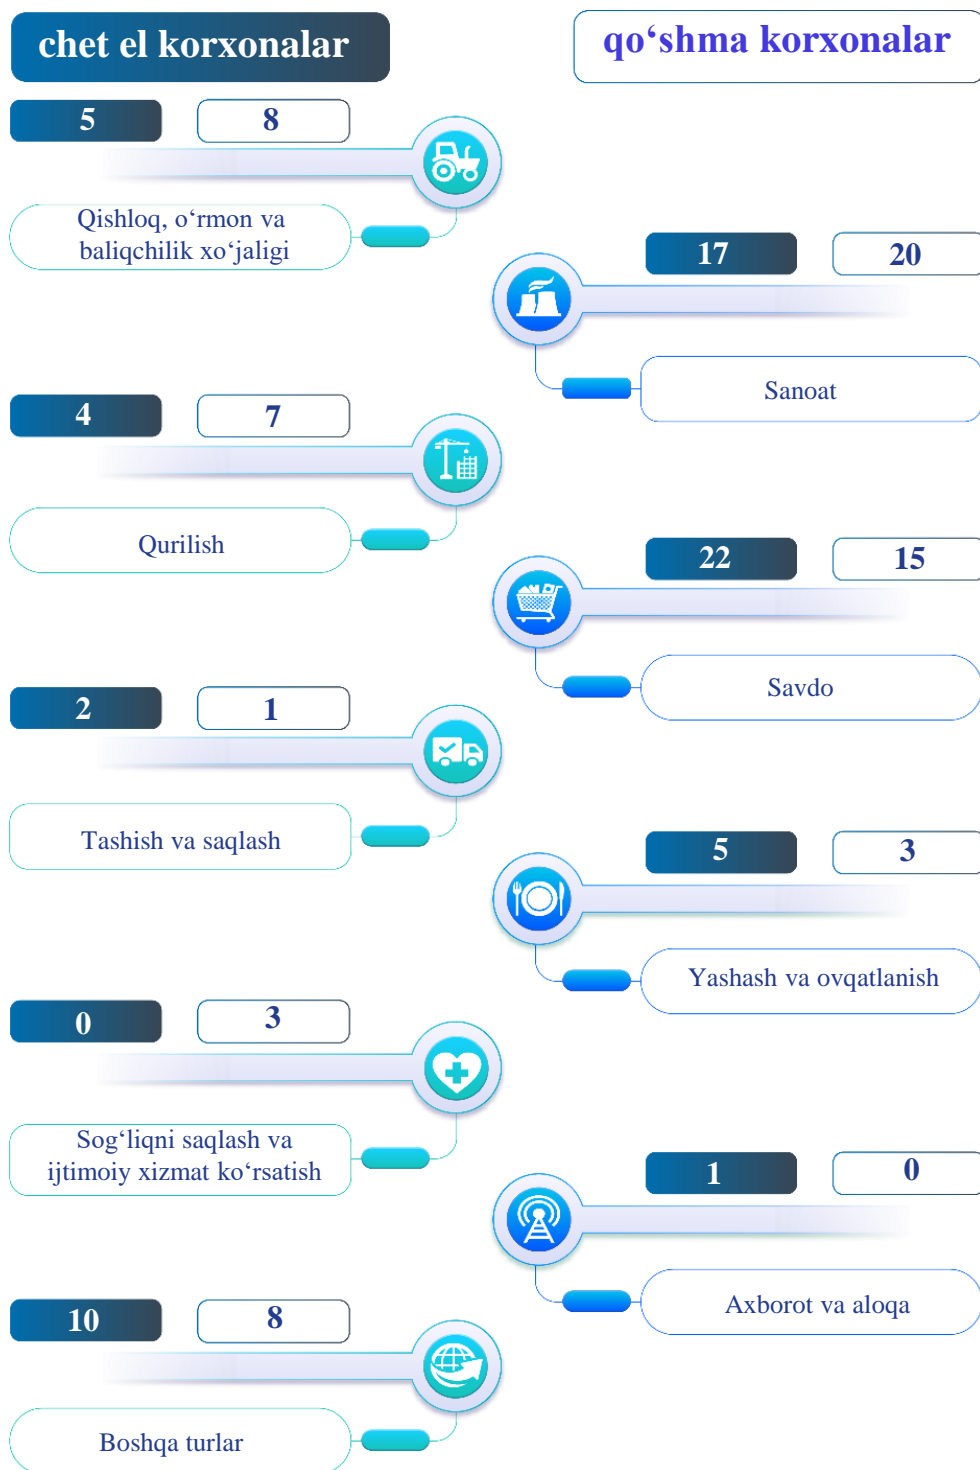 chet el korxonalar
qo‘shma korxonalar
5 8
Qishloq, o‘rmon va
baliqchilik xo‘jaligi
17 20
Sanoat
4 7
Qurilish
22 15
Savdo
2 1
Tashish va saqlash
5 3
Yashash va ovqatlanish
0 3
Sog‘liqni saqlash va
ijtimoiy xizmat ko‘rsatish
1 0
Axborot va aloqa
10 8
Boshqa turlar